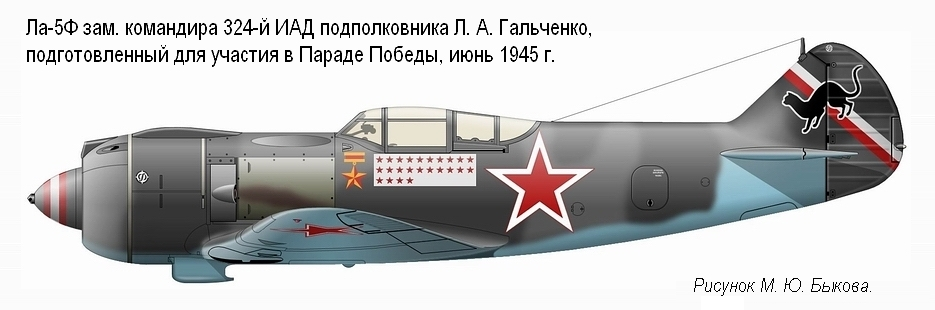 Ла-5Ф зам. командира 324-й ИАД подполковника Л. А. Гальченко,
подготовленный для участия в Параде Победы, июнь 1945 г.
Рисунок М. Ю. Быкова.